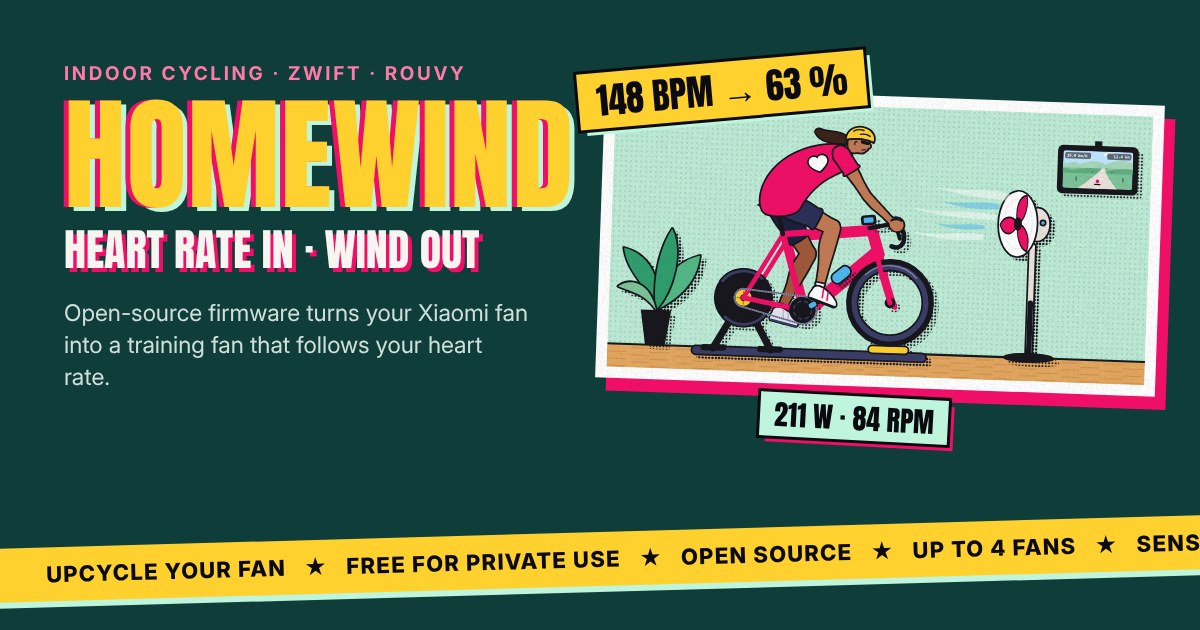 INDOOR CYCLING · ZWIFT · ROUVY
HOMEWIND
HEART RATE IN · WIND OUT
Open-source firmware turns your Xiaomi fan
into a training fan that follows your heart
rate.
148 BPM → 63 %
211 W · 84 RPM
UPCYCLE YOUR FAN ★ FREE FOR PRIVATE USE ★ OPEN SOURCE ★ UP TO 4 FANS ★ SENS